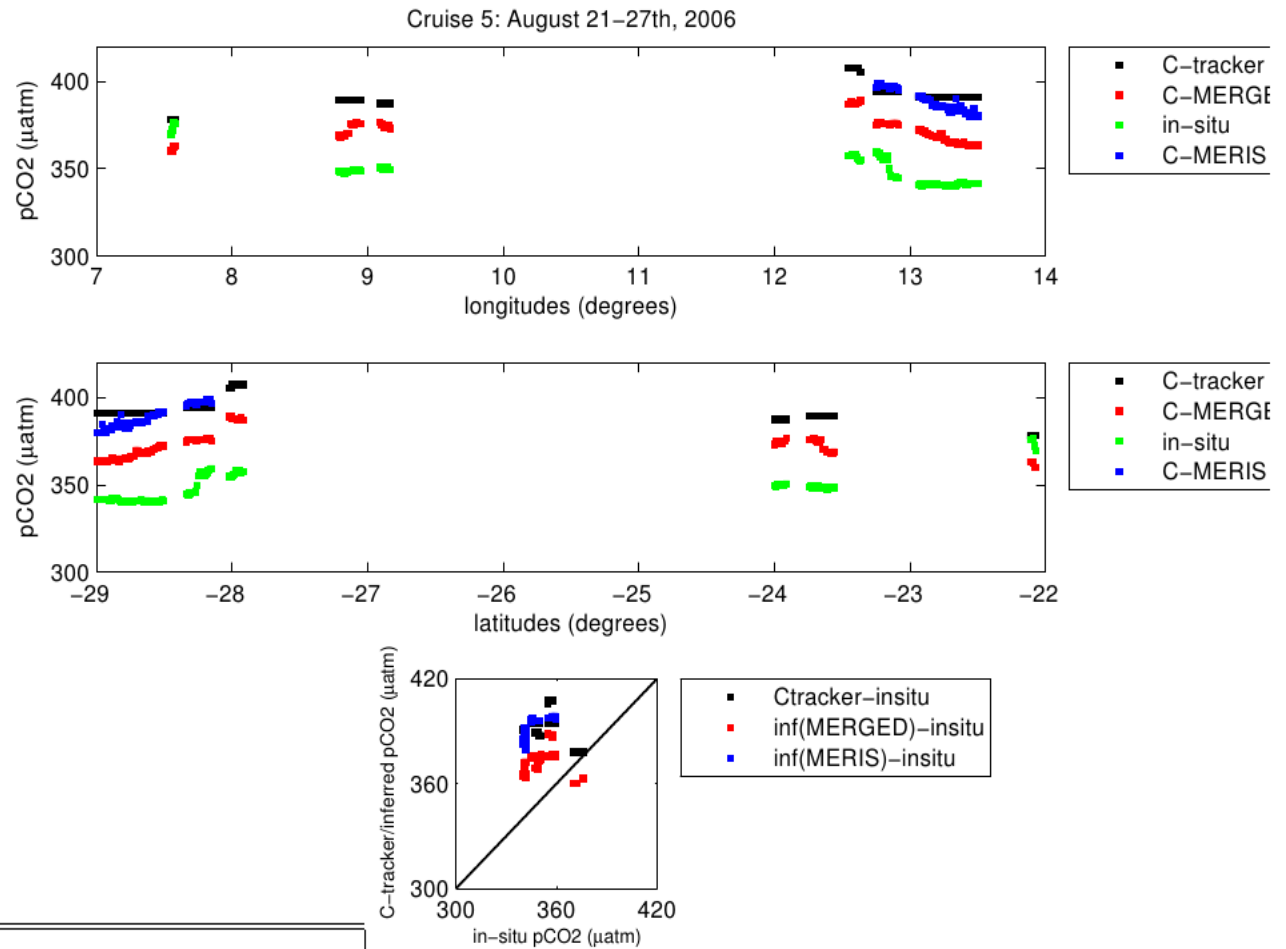 Cruise 5: August 21−27th, 2006
pCO2 (µatm)
400
350
300
7 8 9 10 11 12 13 14
longitudes (degrees)
C−tracker
C−MERGE
in−situ
C−MERIS
pCO2 (µatm)
400
350
300
−29 −28 −27 −26 −25 −24 −23 −22
latitudes (degrees)
C−tracker
C−MERGE
in−situ
C−MERIS
C−tracker/inferred pCO2 (µatm)
420
360
300
300 360 420
in−situ pCO2 (µatm)
Ctracker−insitu
inf(MERGED)−insitu
inf(MERIS)−insitu